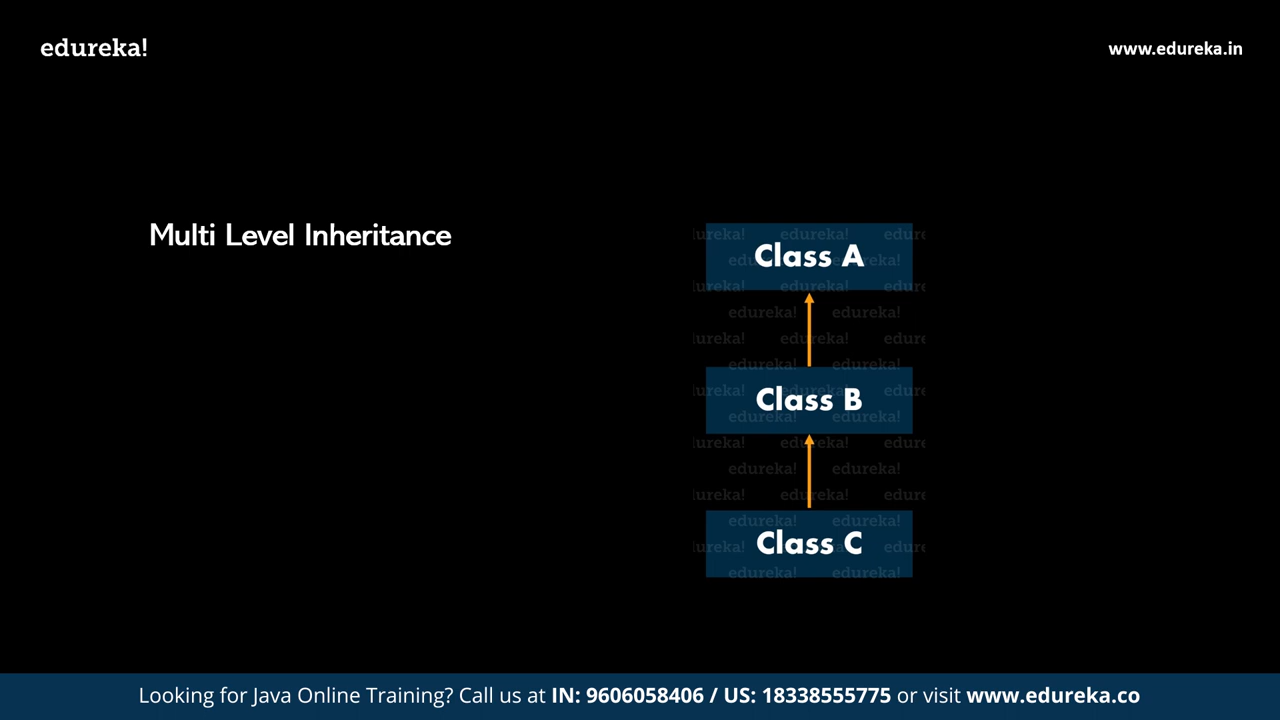 edureka!
www.edureka.in
Multi Level Inheritance
Class A
Class B
Class C
Looking for Java Online Training? Call us at IN: 9606058406 / US: 18338555775 or visit www.edureka.co